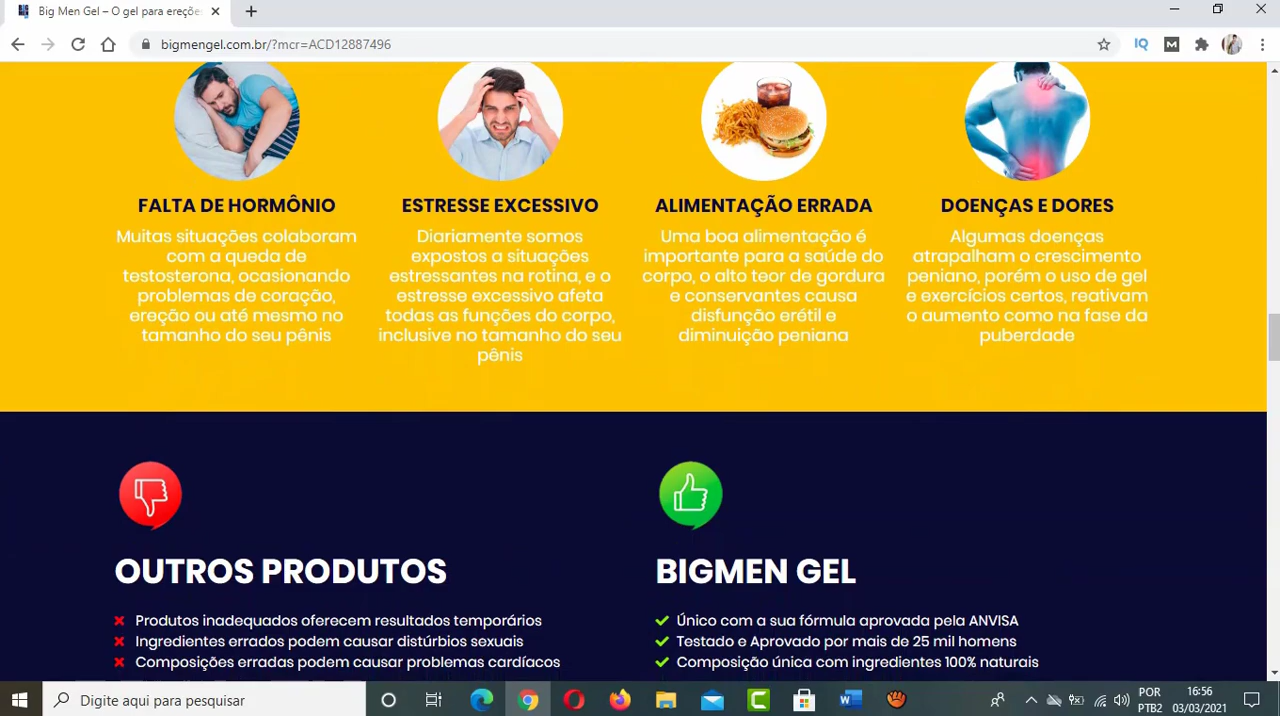 Big Men Gel – O gel para ereçõe
bigmengel.com.br/?mcr=ACD12887496
IQ
M
FALTA DE HORMÔNIO
Muitas situações colaboram
com a queda de
testosterona, ocasionando
problemas de coração,
ereção ou até mesmo no
tamanho do seu pênis
ESTRESSE EXCESSIVO
Diariamente somos
expostos a situações
estressantes na rotina, e o
estresse excessivo afeta
todas as funções do corpo,
inclusive no tamanho do seu
pênis
ALIMENTAÇÃO ERRADA
Uma boa alimentação é
importante para a saúde do
corpo, o alto teor de gordura
e conservantes causa
disfunção erétil e
diminuição peniana
DOENÇAS E DORES
Algumas doenças
atrapalham o crescimento
peniano, porém o uso de gel
e exercícios certos, reativam
o aumento como na fase da
puberdade
OUTROS PRODUTOS
Produtos inadequados oferecem resultados temporários
Ingredientes errados podem causar distúrbios sexuais
Composições erradas podem causar problemas cardíacos
BIGMEN GEL
Único com a sua fórmula aprovada pela ANVISA
Testado e Aprovado por mais de 25 mil homens
Composição única com ingredientes 100% naturais
Digite aqui para pesquisar
POR
PTB2
16:56
03/03/2021